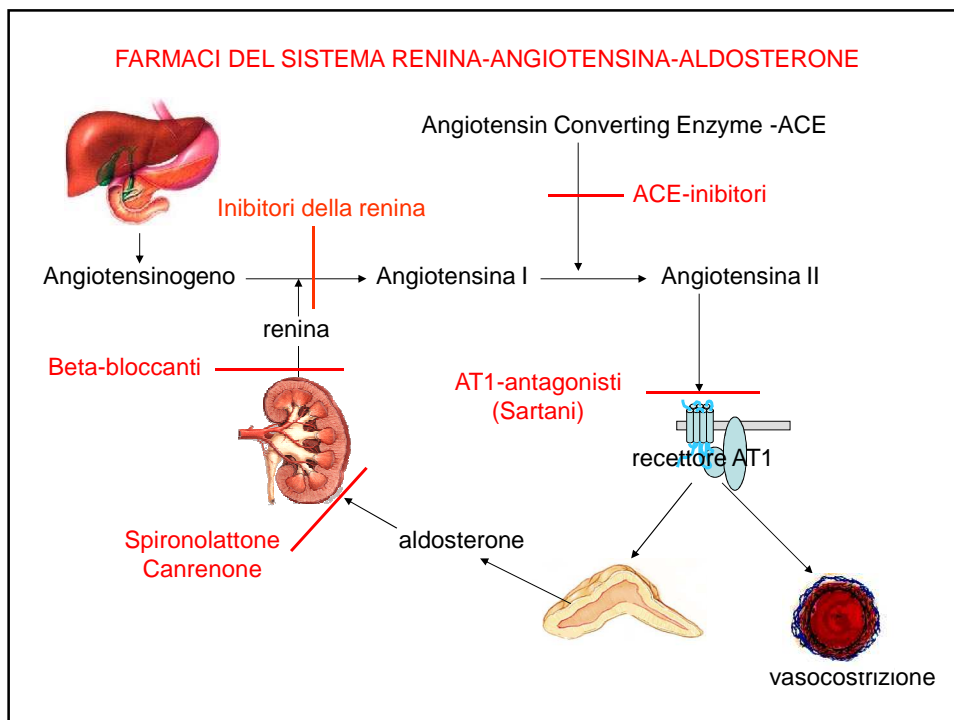 FARMACI DEL SISTEMA RENINA-ANGIOTENSINA-ALDOSTERONE
Angiotensin Converting Enzyme -ACE
ACE-inibitori
Inibitori della renina
Angiotensinogeno
Angiotensina I
Angiotensina II
renina
Beta-bloccanti
AT1-antagonisti
(Sartani)
recettore AT1
Spironolattone
Canrenone
aldosterone
vasocostrizione